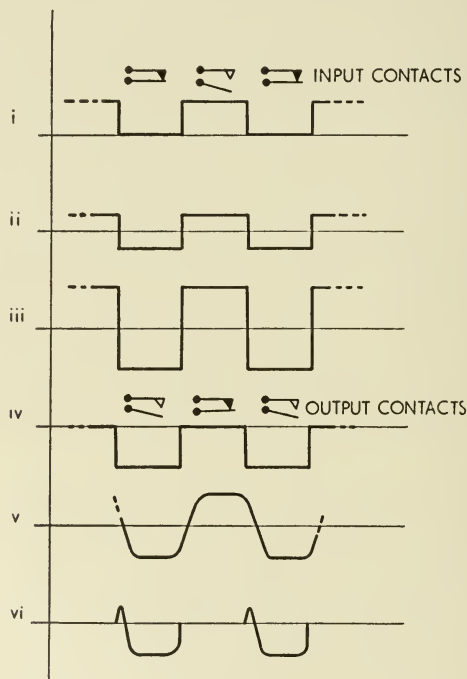 INPUT CONTACTS
i
ii
iii
iv OUTPUT CONTACTS
v
vi